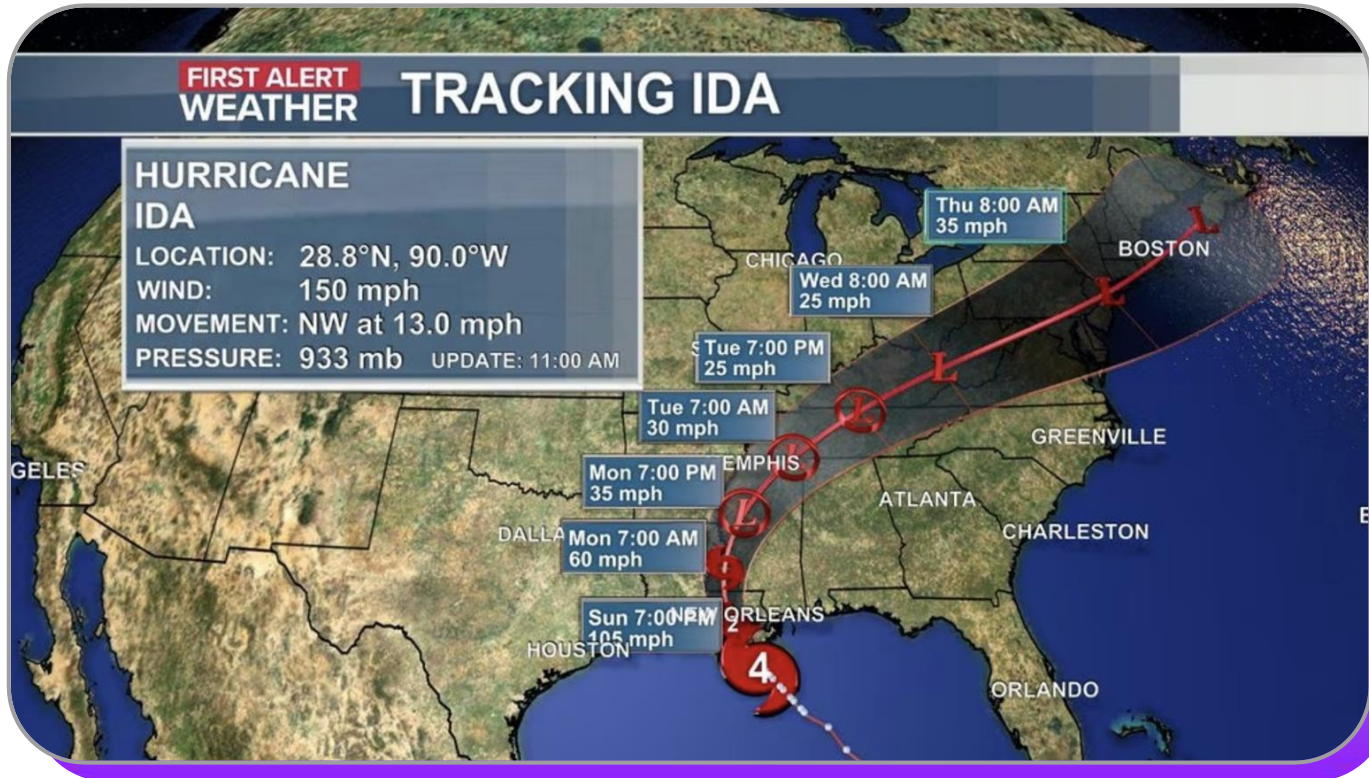 FIRST ALERT
WEATHER
TRACKING IDA
HURRICANE
IDA
LOCATION: 28.8°N, 90.0°W
WIND: 150 mph
MOVEMENT: NW at 13.0 mph
PRESSURE: 933 mb UPDATE: 11:00 AM
Thu 8:00 AM
35 mph
BOSTON
L
CHICAGO
Wed 8:00 AM
25 mph
L
Tue 7:00 PM
25 mph
L
Tue 7:00 AM
30 mph
L
GREENVILLE
GELES
EMPHIS
L
Mon 7:00 PM
35 mph
L
ATLANTA
CHARLESTON
DALLA
Mon 7:00 AM
60 mph
NEW ORLEANS
Sun 7:00 PM
105 mph
2
HOUSTON
4
ORLANDO